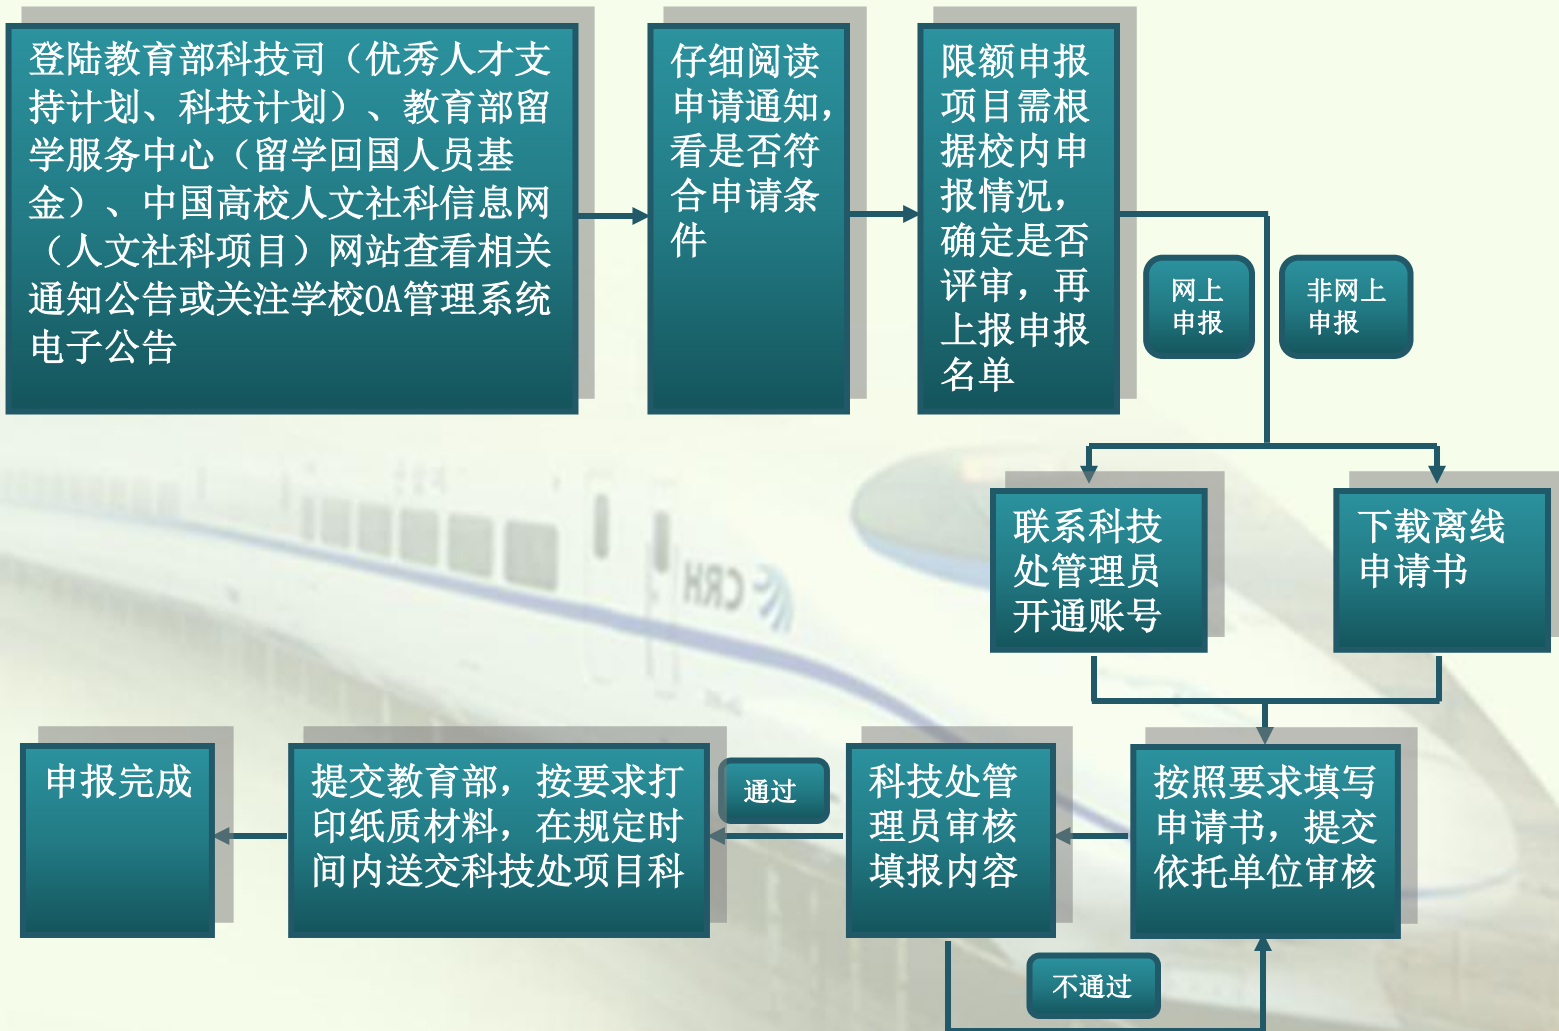 登陆教育部科技司（优秀人才支
持计划、科技计划）、教育部留
学服务中心（留学回国人员基
金）、中国高校人文社科信息网
（人文社科项目）网站查看相关
通知公告或关注学校OA管理系统
电子公告
仔细阅读
申请通知，
看是否符
合申请条
件
限额申报
项目需根
据校内申
报情况，
确定是否
评审，再
上报申报
名单
网上
申报
非网上
申报
联系科技
处管理员
开通账号
下载离线
申请书
CRH
申报完成
提交教育部，按要求打
印纸质材料，在规定时
间内送交科技处项目科
通过
科技处管
理员审核
填报内容
按照要求填写
申请书，提交
依托单位审核
不通过